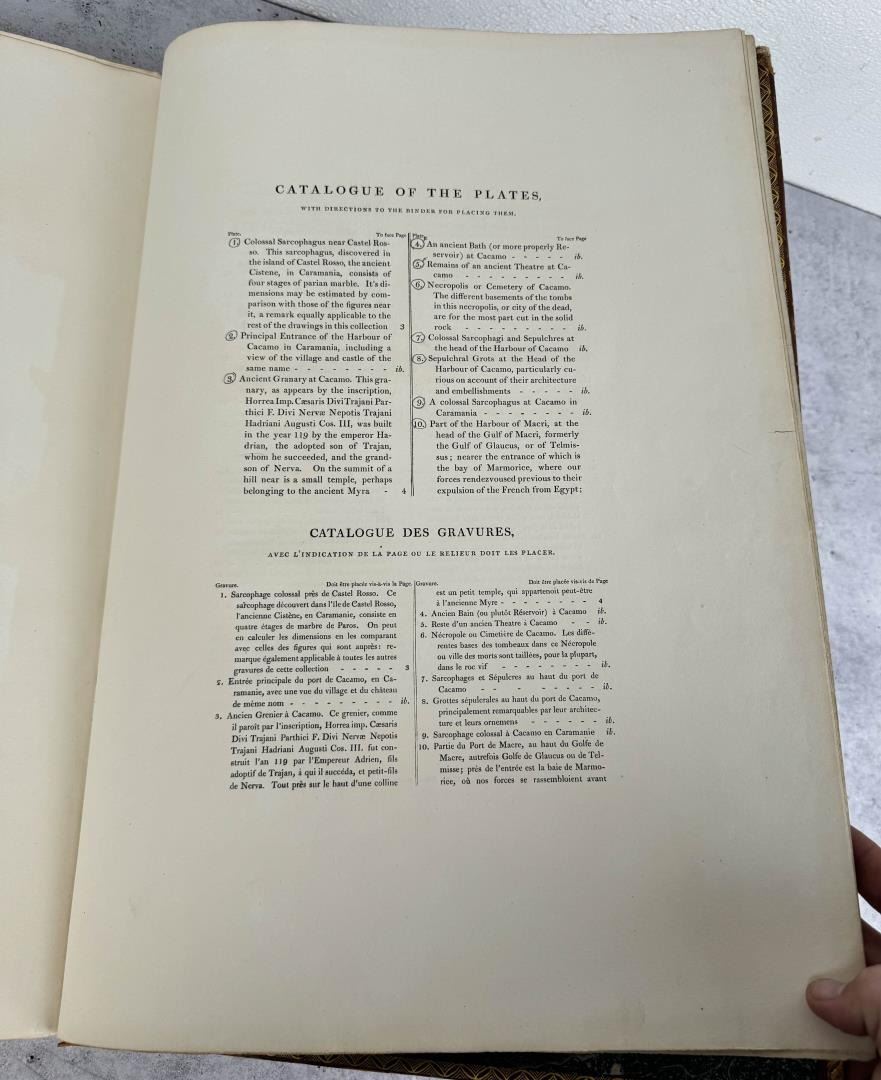 CATALOGUE OF THE PLATES,
WITH DIRECTIONS TO THE BINDER FOR PLACING THEM.
Plate. To face Page
1. Colossal Sarcophagus near Castel Ros-
so. This sarcophagus, discovered in
the island of Castel Rosso, the ancient
Cistene, in Caramania, consists of
four stages of parian marble. It's di-
mensions may be estimated by com-
parison with those of the figures near
it, a remark equally applicable to the
rest of the drawings in this collection 3
2. Principal Entrance of the Harbour of
Cacamo in Caramania, including a
view of the village and castle of the
same name - - - - - - - - ib.
3. Ancient Granary at Cacamo. This gra-
nary, as appears by the inscription,
Horrea Imp. Cæsaris Divi Trajani Par-
thici F. Divi Nervæ Nepotis Trajani
Hadriani Augusti Cos. III, was built
in the year 119 by the emperor Ha-
drian, the adopted son of Trajan,
whom he succeeded, and the grand-
son of Nerva. On the summit of a
hill near is a small temple, perhaps
belonging to the ancient Myra - 4
Plate. To face Page
4. An ancient Bath (or more properly Re-
servoir) at Cacamo - - - - - ib.
5. Remains of an ancient Theatre at Ca-
camo - - - - - - - - - ib.
6. Necropolis or Cemetery of Cacamo.
The different basements of the tombs
in this necropolis, or city of the dead,
are for the most part cut in the solid
rock - - - - - - - - - ib.
7. Colossal Sarcophagi and Sepulchres at
the head of the Harbour of Cacamo ib.
8. Sepulchral Grots at the Head of the
Harbour of Cacamo, particularly cu-
rious on account of their architecture
and embellishments - - - - - ib.
9. A colossal Sarcophagus at Cacamo in
Caramania - - - - - - - - ib.
10. Part of the Harbour of Macri, at the
head of the Gulf of Macri, formerly
the Gulf of Glaucus, or of Telmis-
sus; nearer the entrance of which is
the bay of Marmorice, where our
forces rendezvoused previous to their
expulsion of the French from Egypt;
CATALOGUE DES GRAVURES,
AVEC L'INDICATION DE LA PAGE OU LE RELIEUR DOIT LES PLACER.
Gravure. Doit être placée vis-à-vis la Page.
1. Sarcophage colossal près de Castel Rosso. Ce
sarcophage découvert dans l'ile de Castel Rosso,
l'ancienne Cistène, en Caramanie, consiste en
quatre étages de marbre de Paros. On peut
en calculer les dimensions en les comparant
avec celles des figures qui sont auprès: re-
marque également applicable à toutes les autres
gravures de cette collection - - - - - 3
2. Entrée principale du port de Cacamo, en Ca-
ramanie, avec une vue du village et du château
de même nom - - - - - - - - - ib.
3. Ancien Grenier à Cacamo. Ce grenier, comme
il paroît par l'inscription, Horrea imp. Cæsaris
Divi Trajani Parthici F. Divi Nervæ Nepotis
Trajani Hadriani Augusti Cos. III. fut con-
struit l'an 119 par l'Empereur Adrien, fils
adoptif de Trajan, à qui il succéda, et petit-fils
de Nerva. Tout près sur le haut d'une colline
Gravure. Doit être placée vis-vis de Page
est un petit temple, qui appartenoit peut-être
à l'ancienne Myre - - - - - - - 4
4. Ancien Bain (ou plutôt Réservoir) à Cacamo ib.
5. Reste d'un ancien Theatre à Cacamo - - ib.
6. Nécropole ou Cimetière de Cacamo. Les diffé-
rentes bases des tombeaux dans ce Nécropole
ou ville des morts sont taillées, pour la plupart,
dans le roc vif - - - - - - - ib.
7. Sarcophages et Sépulcres au haut du port de
Cacamo - - - - - - - - ib.
8. Grottes sépulerales au haut du port de Cacamo,
principalement remarquables par leur architec-
ture et leurs ornemens - - - - - - ib.
9. Sarcophage colossal à Cacamo en Caramanie ib.
10. Partie du Port de Macre, au haut du Golfe de
Macre, autrefois Golfe de Glaucus ou de Tel-
misse; près de l'entrée est la baie de Marmo-
rice, où nos forces se rassembloient avant